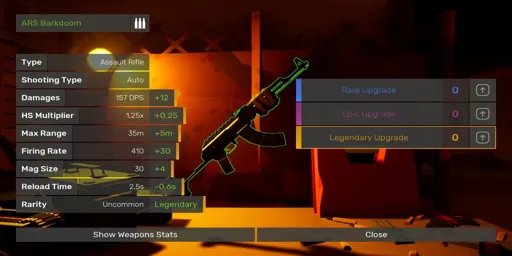 ARS Barkdoom
Type Assault Rifle
Shooting Type Auto
Damages 157 DPS +12
HS Multiplier 1.25x +0.25
Max Range 35m +5m
Firing Rate 410 +30
Mag Size 30 +4
Reload Time 2,5s -0,6s
Rarity Uncommon Legendary
Rare Upgrade 0
Epic Upgrade 0
Legendary Upgrade 0
Show Weapons Stats
Close